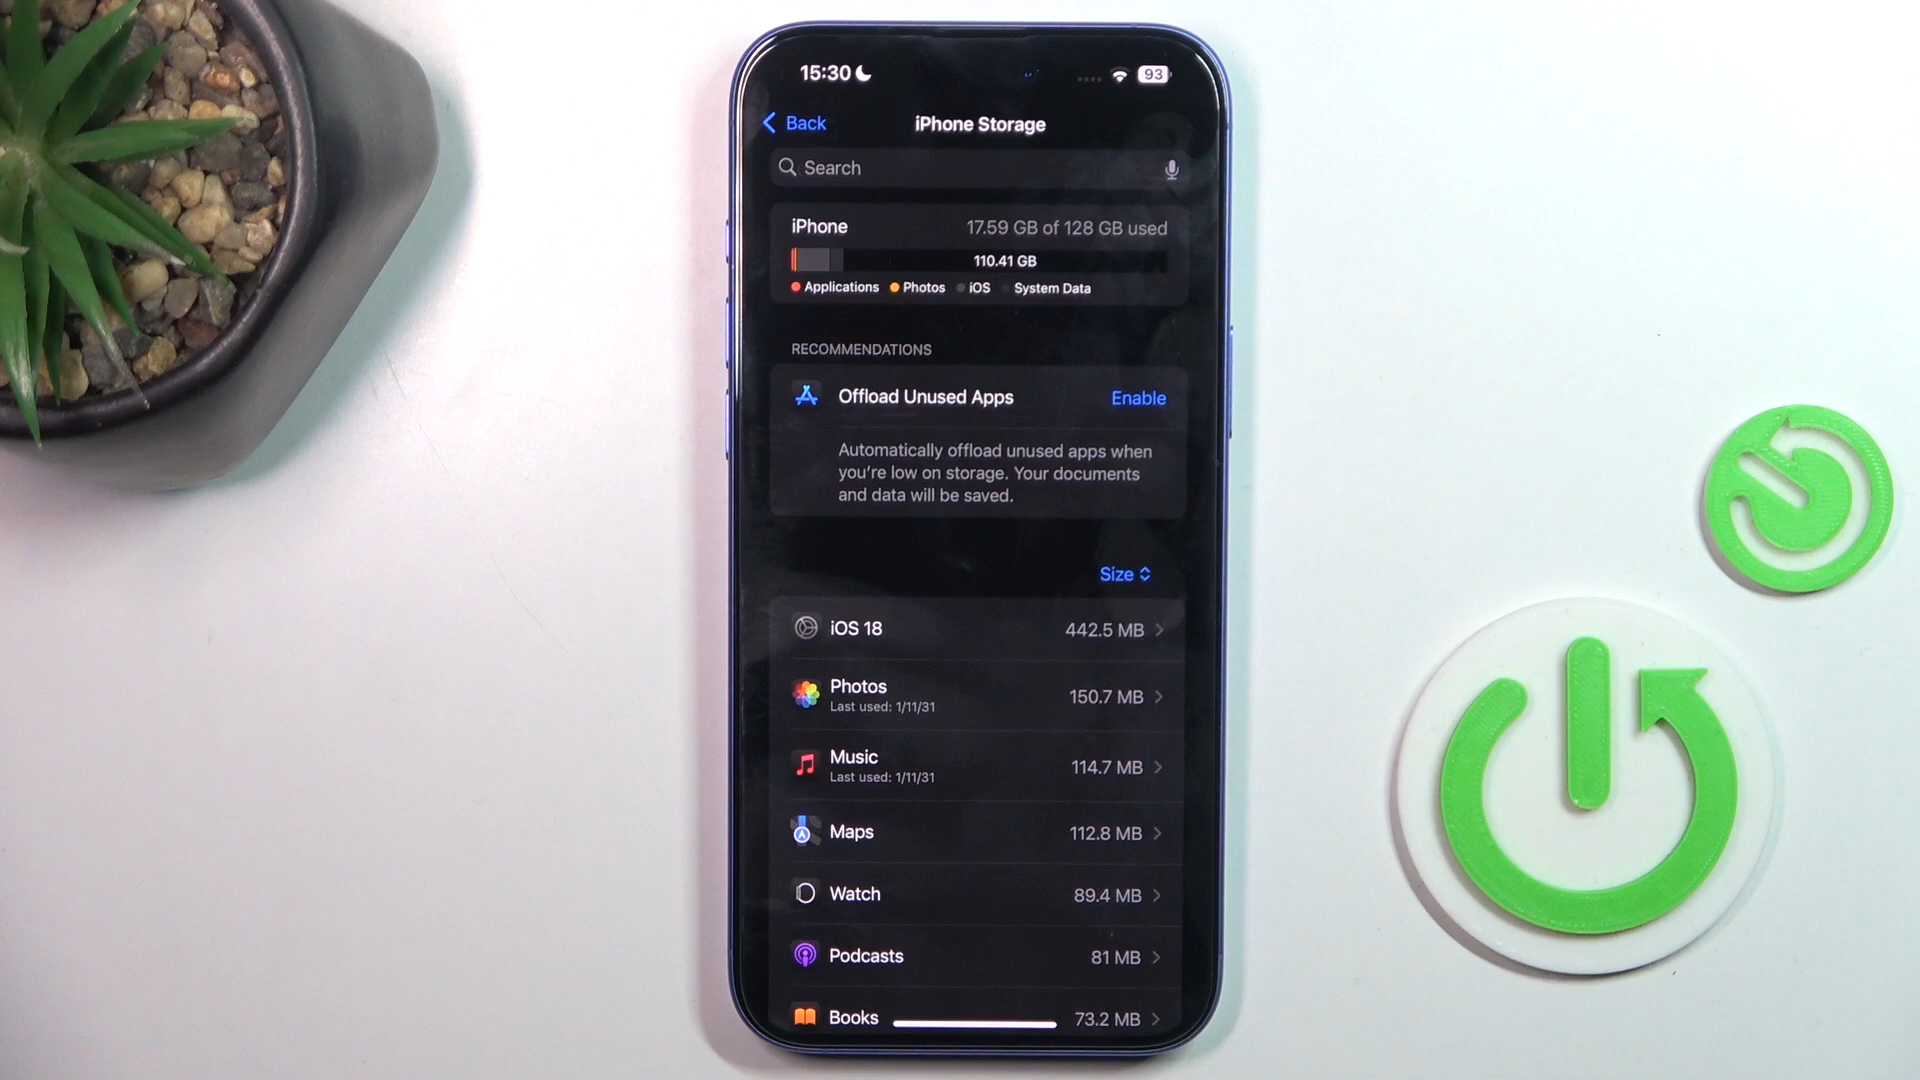 15:30
93
Back
iPhone Storage
Search
iPhone
17.59 GB of 128 GB used
110.41 GB
Applications Photos iOS System Data
RECOMMENDATIONS
Offload Unused Apps
Enable
Automatically offload unused apps when
you're low on storage. Your documents
and data will be saved.
Size
iOS 18
442.5 MB
Photos
Last used: 1/11/31
150.7 MB
Music
Last used: 1/11/31
114.7 MB
Maps
112.8 MB
Watch
89.4 MB
Podcasts
81 MB
Books
73.2 MB